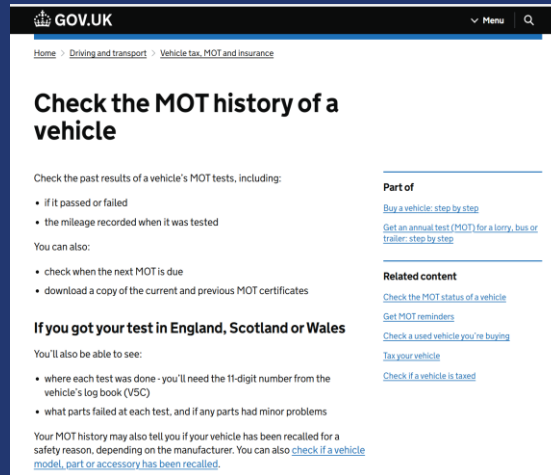 GOV.UK
Menu
Home > Driving and transport > Vehicle tax, MOT and insurance
Check the MOT history of a
vehicle
Check the past results of a vehicle's MOT tests, including:
• if it passed or failed
• the mileage recorded when it was tested
You can also:
• check when the next MOT is due
• download a copy of the current and previous MOT certificates
If you got your test in England, Scotland or Wales
You'll also be able to see:
• where each test was done - you'll need the 11-digit number from the
vehicle's log book (V5C)
• what parts failed at each test, and if any parts had minor problems
Your MOT history may also tell you if your vehicle has been recalled for a
safety reason, depending on the manufacturer. You can also check if a vehicle
model, part or accessory has been recalled.
Part of
Buy a vehicle: step by step
Get an annual test (MOT) for a lorry, bus or
trailer: step by step
Related content
Check the MOT status of a vehicle
Get MOT reminders
Check a used vehicle you're buying
Tax your vehicle
Check if a vehicle is taxed